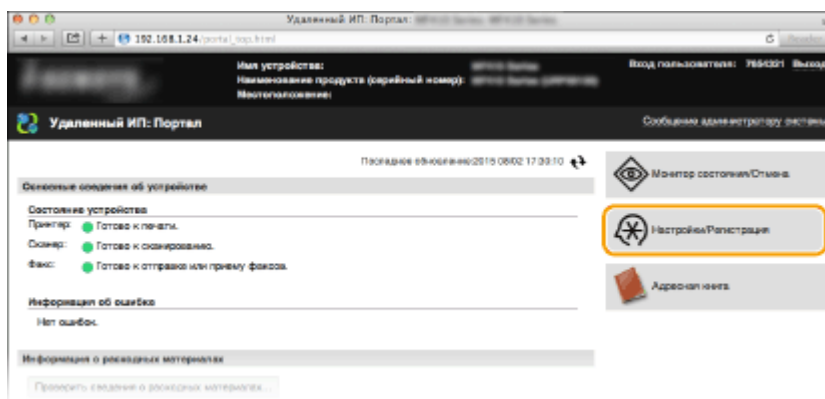 Удаленный ИП: Портал:
192.168.1.24/portal_top.html
Reader
Имя устройства:
Наименование продукта (серийный номер):
Местоположение:
Вход пользователя: 7654321 Выход
Удаленный ИП: Портал
Сообщение администратору системы
Последнее обновление:2015 08/02 17:30:10
Основные сведения об устройстве
Состояние устройства
Принтер: Готово к печати.
Сканер: Готово к сканированию.
Факс: Готово к отправке или приему факсов.
Информация об ошибке
Нет ошибок.
Информация о расходных материалах
Проверить сведения о расходных материалах...
Монитор состояния/Отмена
Настройки/Регистрация
Адресная книга